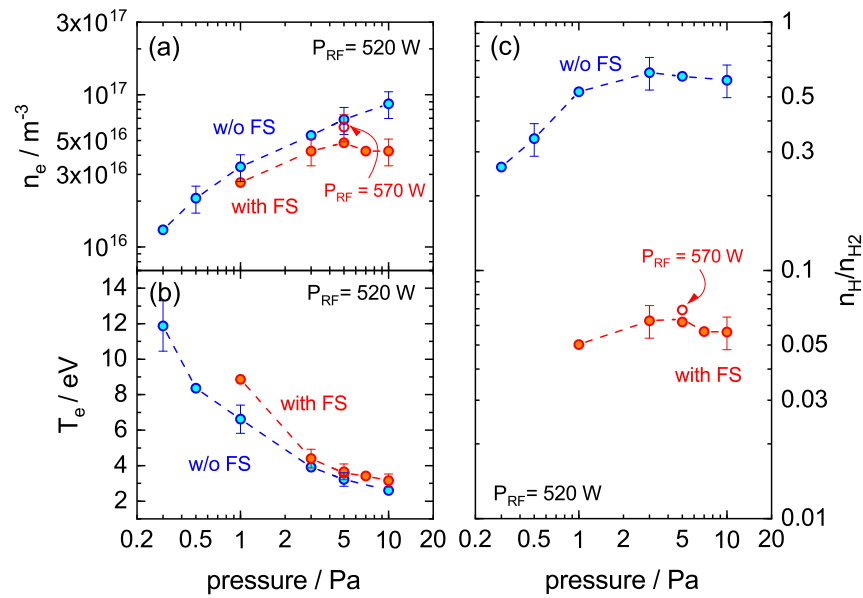 (a)
P_RF = 520 W
w/o FS
with FS
P_RF = 570 W
3x10^17
10^17
5x10^16
3x10^16
10^16
n_e / m^-3
(b)
P_RF = 520 W
with FS
w/o FS
14
12
10
8
6
4
2
T_e / eV
0.2 0.5 1 2 5 10 20
pressure / Pa
(c)
w/o FS
P_RF = 570 W
with FS
P_RF = 520 W
1
0.5
0.3
0.1
0.05
0.03
0.01
n_H/n_H2
0.2 0.5 1 2 5 10 20
pressure / Pa